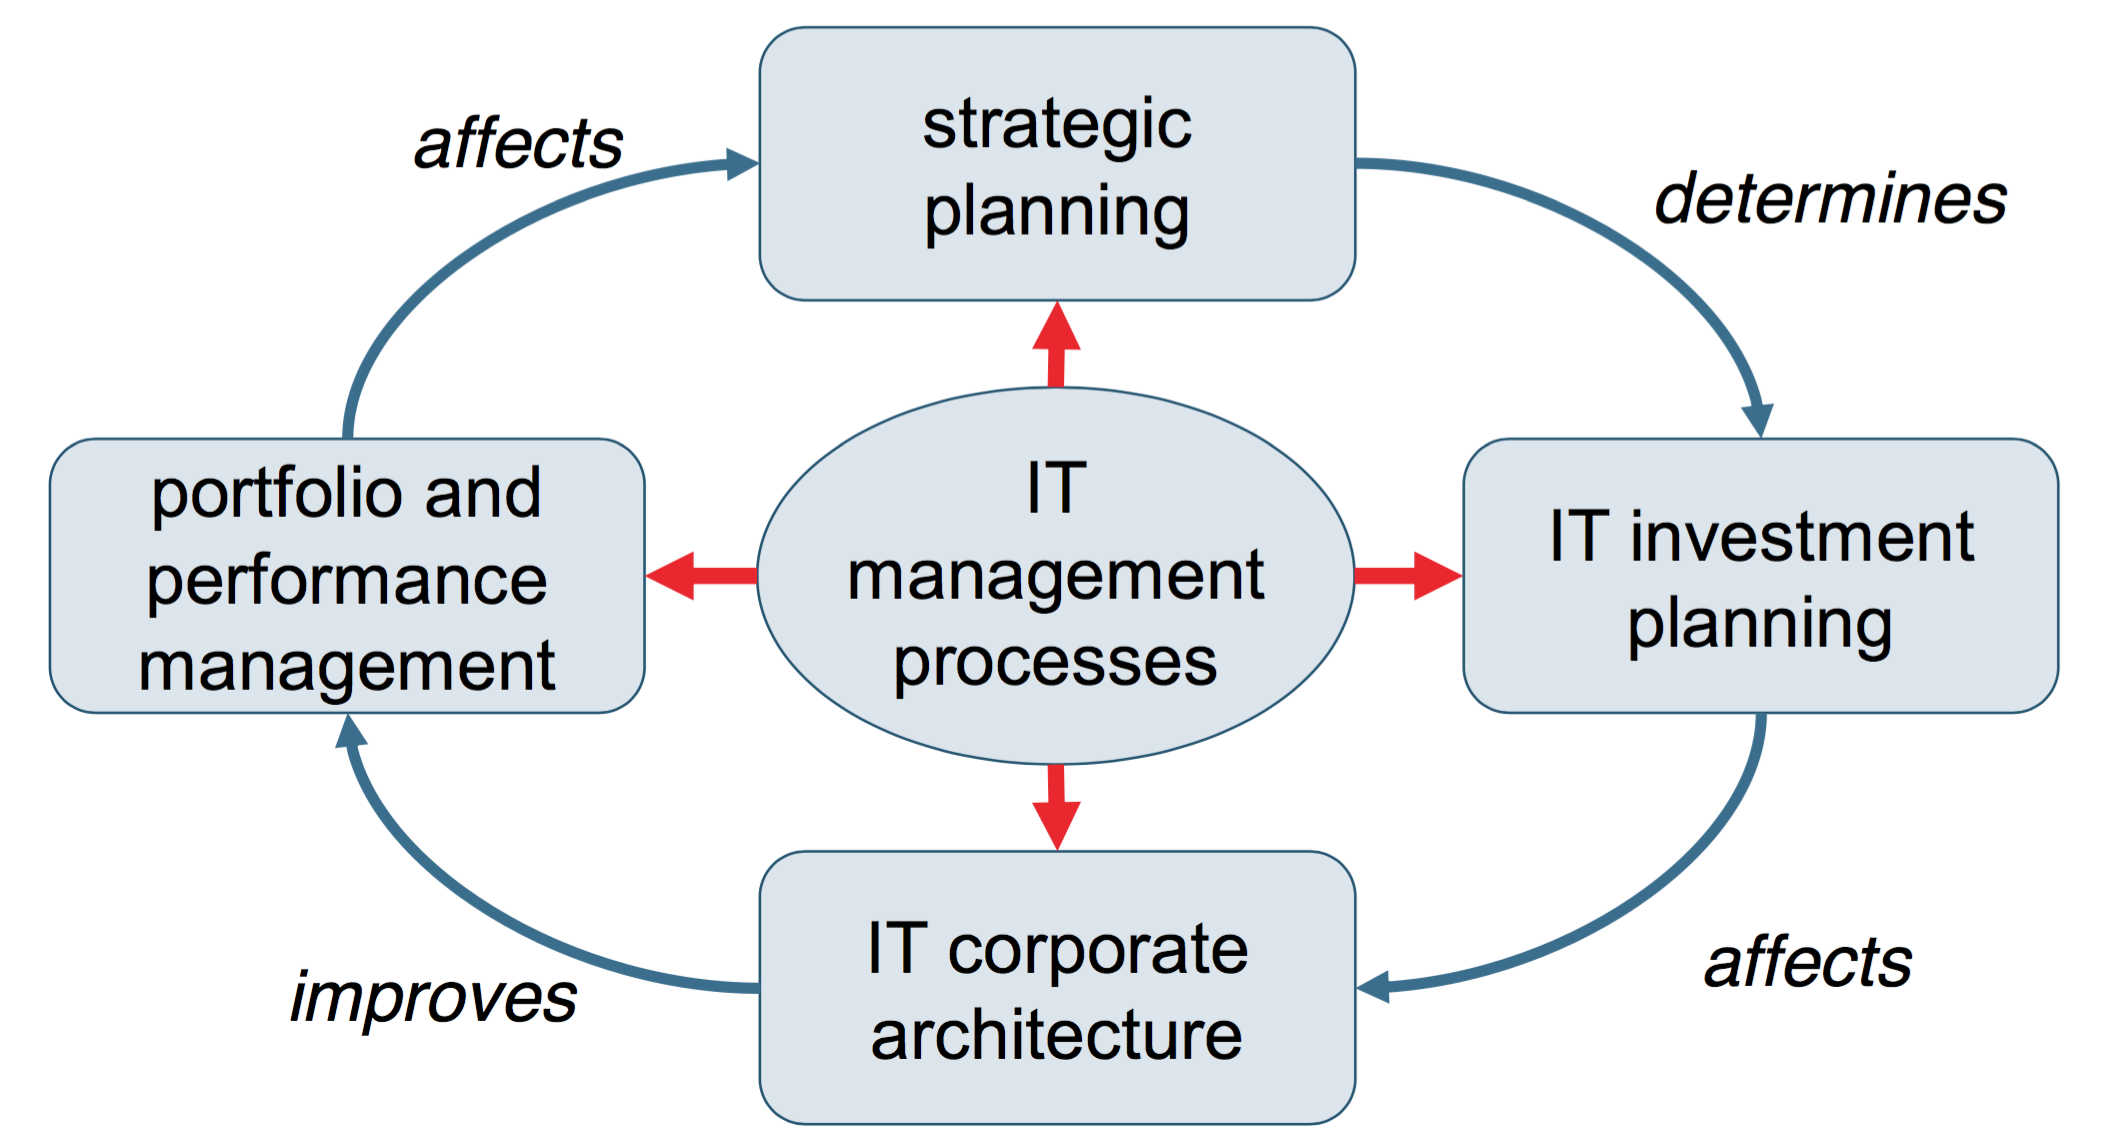 strategic
planning
affects
determines
portfolio and
performance
management
IT
management
processes
IT investment
planning
improves
affects
IT corporate
architecture